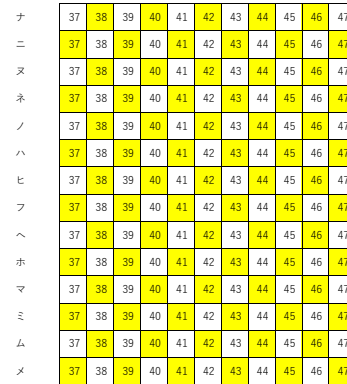 ナ 37 38 39 40 41 42 43 44 45 46 47
ニ 37 38 39 40 41 42 43 44 45 46 47
ヌ 37 38 39 40 41 42 43 44 45 46 47
ネ 37 38 39 40 41 42 43 44 45 46 47
ノ 37 38 39 40 41 42 43 44 45 46 47
ハ 37 38 39 40 41 42 43 44 45 46 47
ヒ 37 38 39 40 41 42 43 44 45 46 47
フ 37 38 39 40 41 42 43 44 45 46 47
ヘ 37 38 39 40 41 42 43 44 45 46 47
ホ 37 38 39 40 41 42 43 44 45 46 47
マ 37 38 39 40 41 42 43 44 45 46 47
ミ 37 38 39 40 41 42 43 44 45 46 47
ム 37 38 39 40 41 42 43 44 45 46 47
メ 37 38 39 40 41 42 43 44 45 46 47